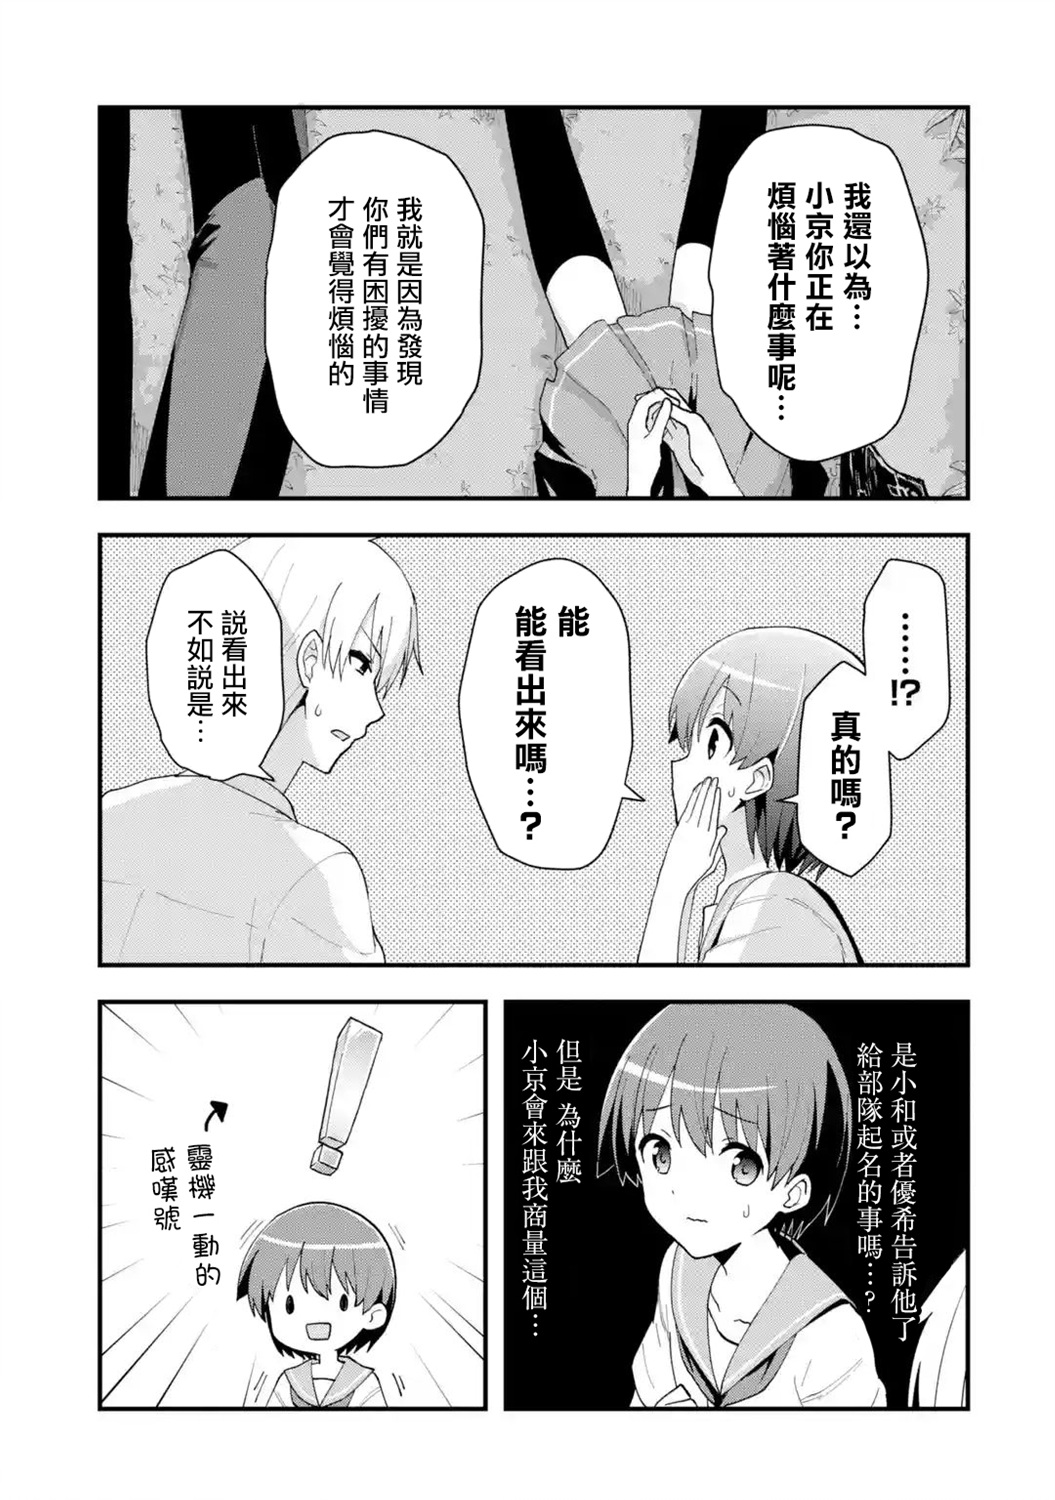 我還以為…
小京你正在
煩惱著什麼事呢…
我就是因為發現
你們有困擾的事情
才會覺得煩惱的
……!?
真的嗎?
能
能看出來嗎…?
說看出來
不如說是…
是小和或者優希告訴他了
給部隊起名的事嗎…?
但是 為什麼
小京會來跟我商量這個…
靈機一動的
感嘆號